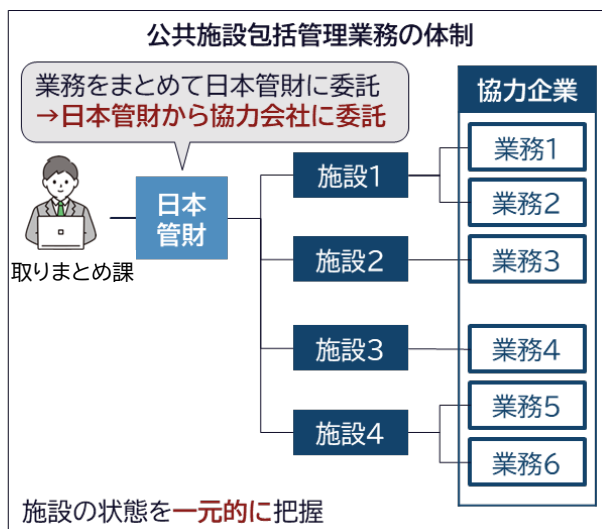 公共施設包括管理業務の体制
業務をまとめて日本管財に委託
→日本管財から協力会社に委託
協力企業
取りまとめ課
日本
管財
施設1
業務1
業務2
施設2
業務3
施設3
業務4
施設4
業務5
業務6
施設の状態を一元的に把握